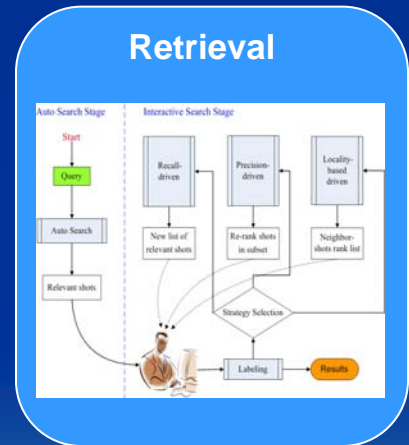 Retrieval
Auto Search Stage
Interactive Search Stage
Start
Query
Auto Search
Relevant shots
Recall-
driven
Precision-
driven
Locality-
based
driven
New list of
relevant shots
Re-rank shots
in subset
Neighbor-
shots rank list
Strategy Selection
Labeling
Results